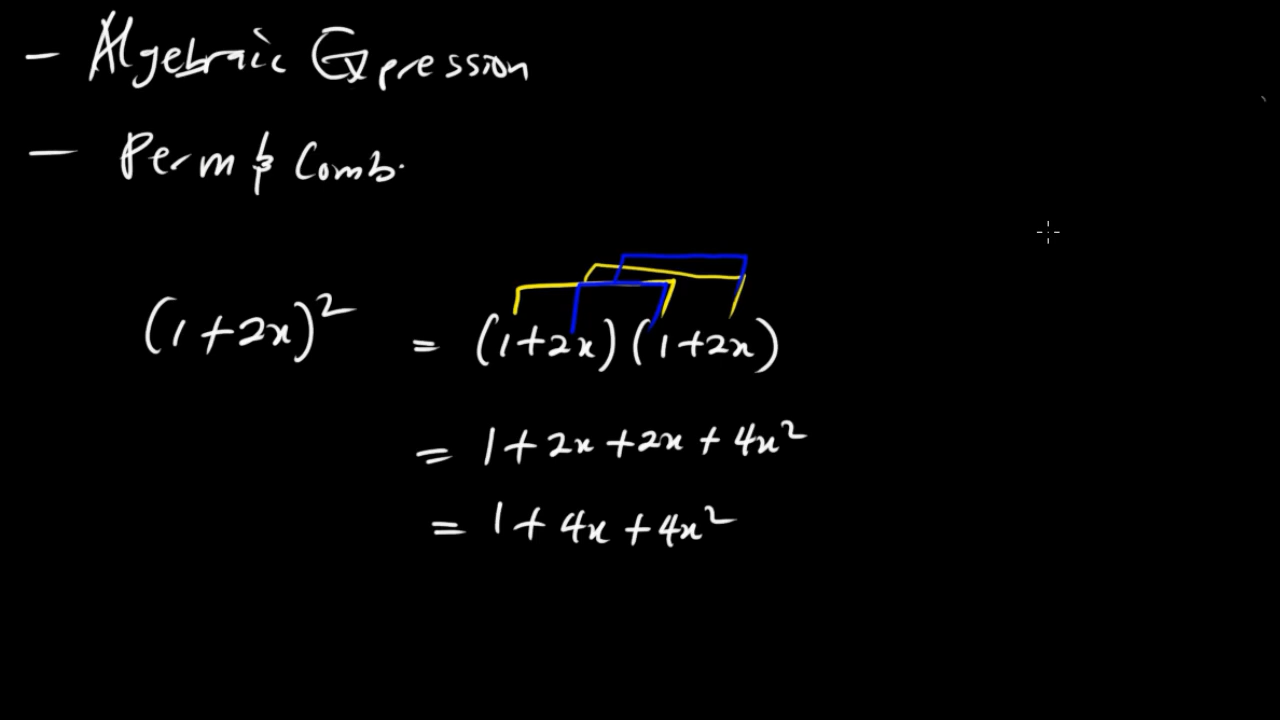 - Algebraic Expression
- Perm & Comb.
(1+2x)² = (1+2x)(1+2x)
= 1+2x+2x+4x²
= 1+4x+4x²